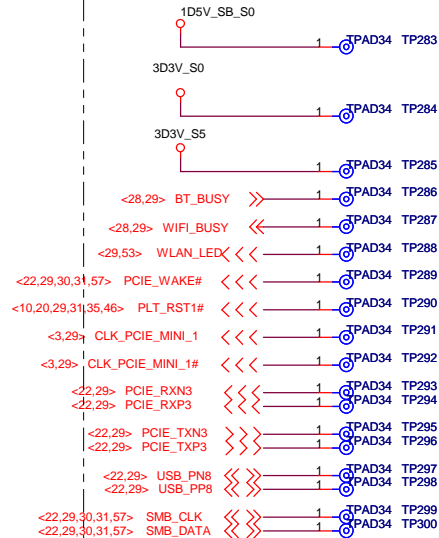 1D5V_SB_S0
1 TPAD34 TP283
3D3V_S0
1 TPAD34 TP284
3D3V_S5
1 TPAD34 TP285
<28,29> BT_BUSY 1 TPAD34 TP286
<28,29> WIFI_BUSY 1 TPAD34 TP287
<29,53> WLAN_LED 1 TPAD34 TP288
<22,29,30,31,57> PCIE_WAKE# 1 TPAD34 TP289
<10,20,29,31,35,46> PLT_RST1# 1 TPAD34 TP290
<3,29> CLK_PCIE_MINI_1 1 TPAD34 TP291
<3,29> CLK_PCIE_MINI_1# 1 TPAD34 TP292
<22,29> PCIE_RXN3 1 TPAD34 TP293
<22,29> PCIE_RXP3 1 TPAD34 TP294
<22,29> PCIE_TXN3 1 TPAD34 TP295
<22,29> PCIE_TXP3 1 TPAD34 TP296
<22,29> USB_PN8 1 TPAD34 TP297
<22,29> USB_PP8 1 TPAD34 TP298
<22,29,30,31,57> SMB_CLK 1 TPAD34 TP299
<22,29,30,31,57> SMB_DATA 1 TPAD34 TP300